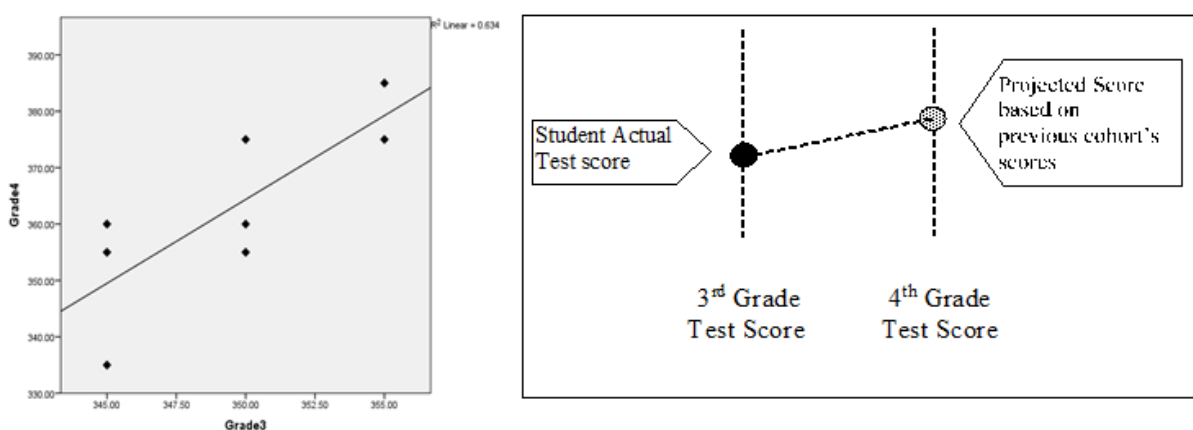 R² Linear = 0.634
390.00
380.00
370.00
360.00
350.00
340.00
330.00
Grade4
345.00 347.50 350.00 352.50 355.00
Grade3
Student Actual
Test score
Projected Score
based on
previous cohort's
scores
3rd Grade
Test Score
4th Grade
Test Score